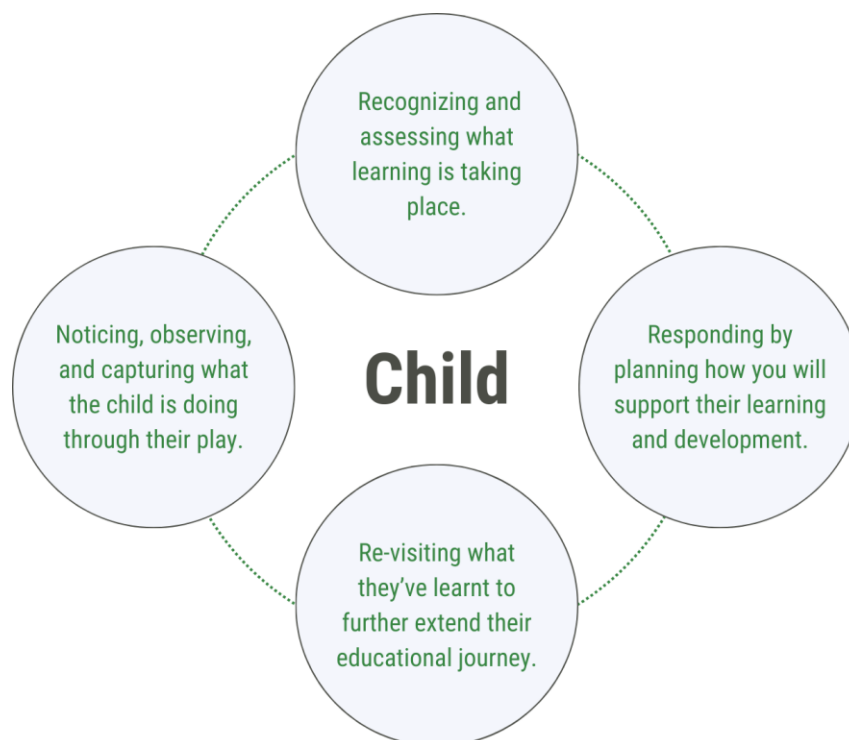 Recognizing and
assessing what
learning is taking
place.
Noticing, observing,
and capturing what
the child is doing
through their play.
Child
Responding by
planning how you will
support their learning
and development.
Re-visiting what
they’ve learnt to
further extend their
educational journey.